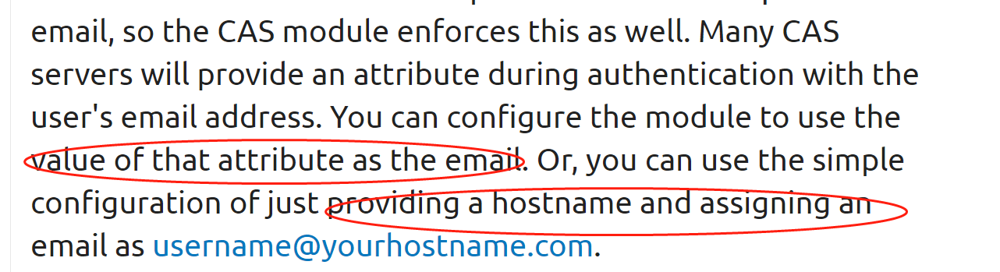 email, so the CAS module enforces this as well. Many CAS
servers will provide an attribute during authentication with the
user's email address. You can configure the module to use the
value of that attribute as the email. Or, you can use the simple
configuration of just providing a hostname and assigning an
email as username@yourhostname.com.